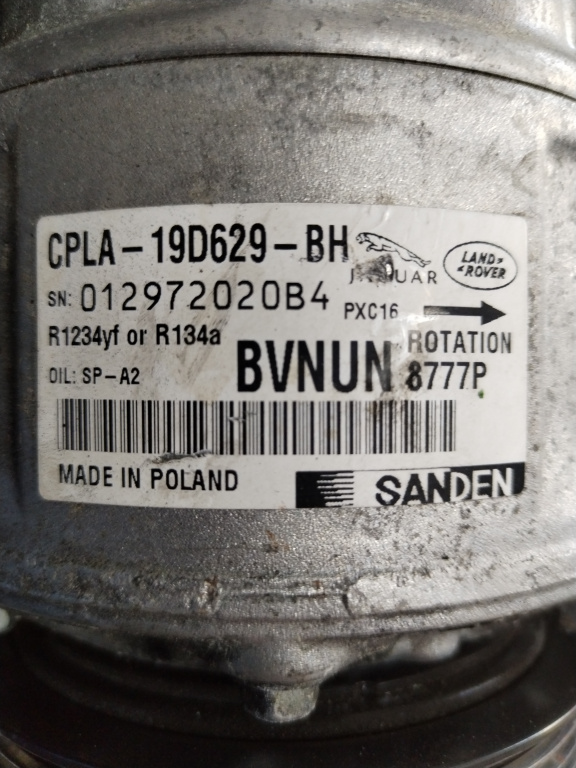 CPLA-19D629-BH
JAGUAR
LAND-
-ROVER
SN: 012972020B4
PXC16
R1234yf or R134a
BVNUN
ROTATION
OIL: SP-A2
8777P
MADE IN POLAND
SANDEN